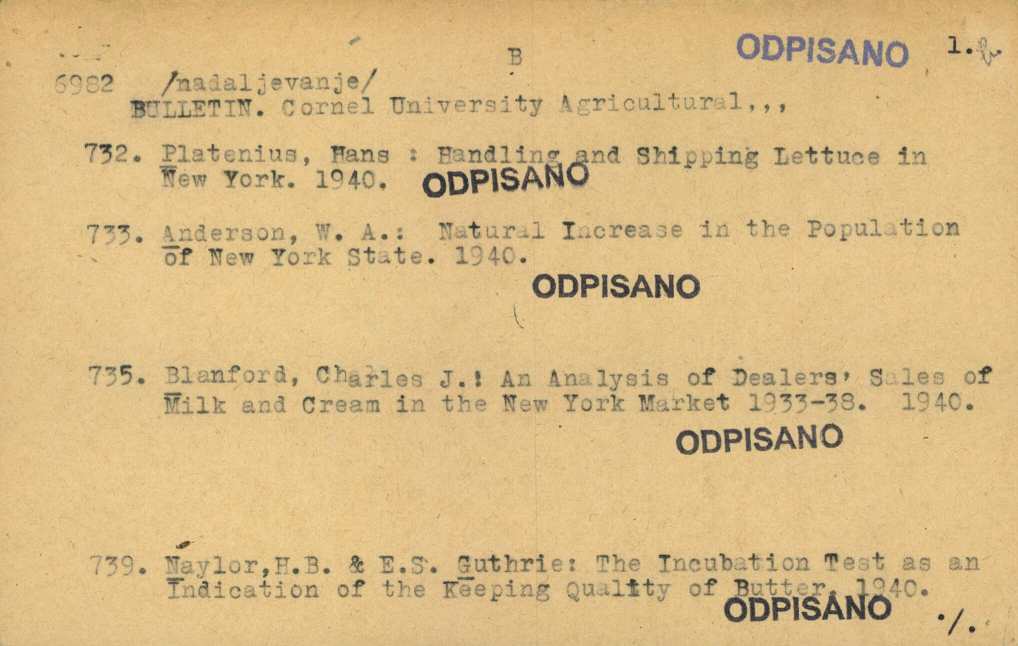 B ODPISANO 1.
6982 /nadaljevanje/
BULLETIN. Cornel University Agricultural,,,
732. Platenius, Hans : Handling and Shipping Lettuce in
New York. 1940. ODPISANO
733. Anderson, W. A.: Natural Increase in the Population
of New York State. 1940.
ODPISANO
735. Blanford, Charles J.: An Analysis of Dealers' Sales of
Milk and Cream in the New York Market 1933-38. 1940.
ODPISANO
739. Naylor,H.B. & E.S. Guthrie: The Incubation Test as an
Indication of the Keeping Quality of Butter. 1940.
ODPISANO ./.